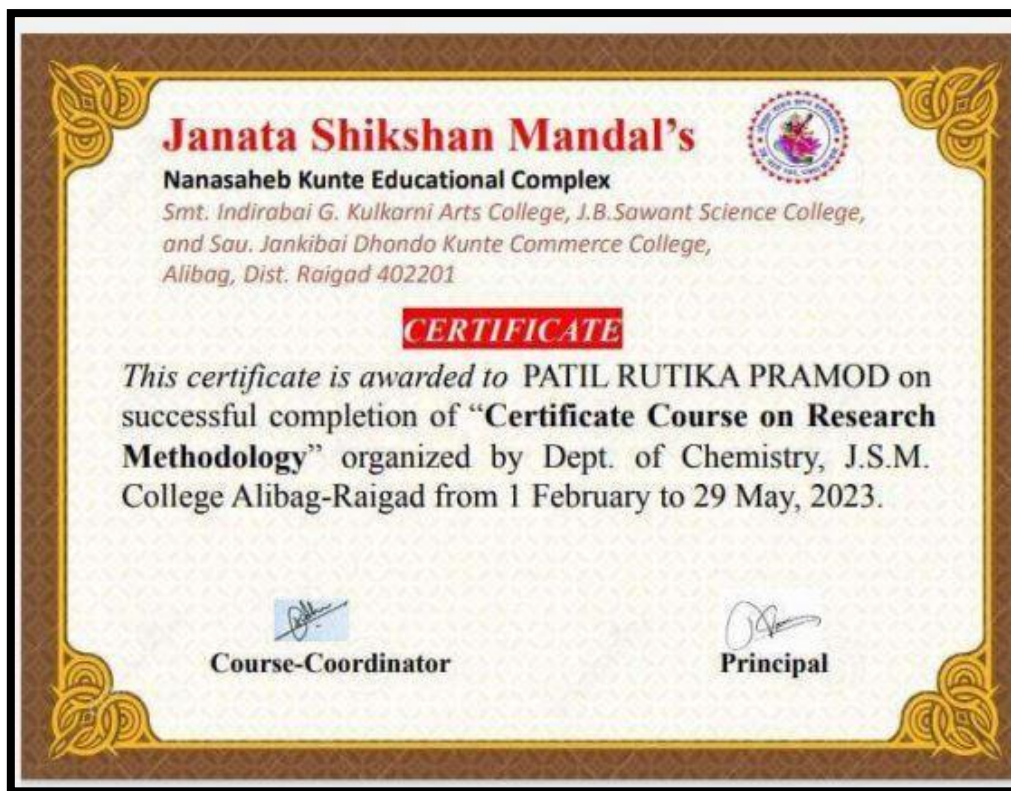 Janata Shikshan Mandal's
Nanasaheb Kunte Educational Complex
Smt. Indirabai G. Kulkarni Arts College, J.B.Sawant Science College,
and Sau. Jankibai Dhondo Kunte Commerce College,
Alibag, Dist. Raigad 402201
CERTIFICATE
This certificate is awarded to PATIL RUTIKA PRAMOD on
successful completion of “Certificate Course on Research
Methodology” organized by Dept. of Chemistry, J.S.M.
College Alibag-Raigad from 1 February to 29 May, 2023.
Course-Coordinator
Principal